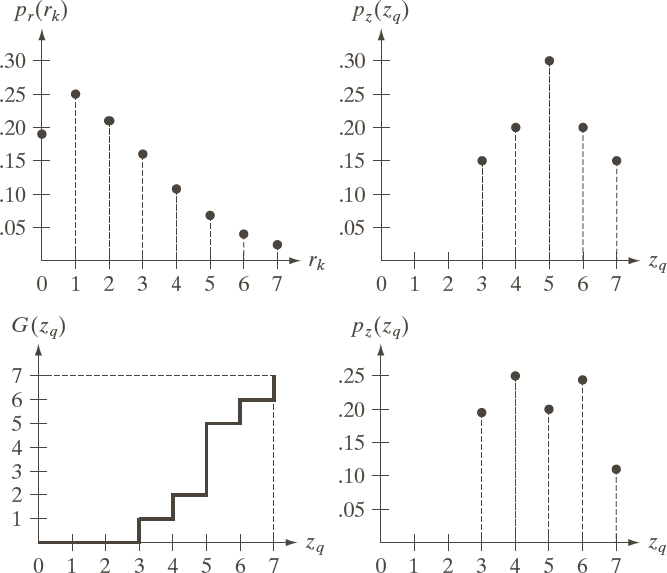 p_r(r_k)
.30
.25
.20
.15
.10
.05
0 1 2 3 4 5 6 7
r_k
p_z(z_q)
.30
.25
.20
.15
.10
.05
0 1 2 3 4 5 6 7
z_q
G(z_q)
7
6
5
4
3
2
1
0 1 2 3 4 5 6 7
z_q
p_z(z_q)
.25
.20
.15
.10
.05
0 1 2 3 4 5 6 7
z_q